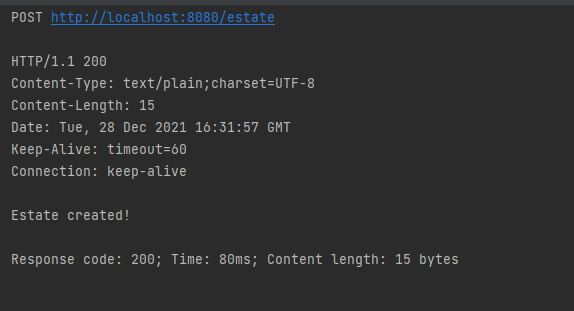 POST http://localhost:8080/estate
HTTP/1.1 200
Content-Type: text/plain;charset=UTF-8
Content-Length: 15
Date: Tue, 28 Dec 2021 16:31:57 GMT
Keep-Alive: timeout=60
Connection: keep-alive
Estate created!
Response code: 200; Time: 80ms; Content length: 15 bytes